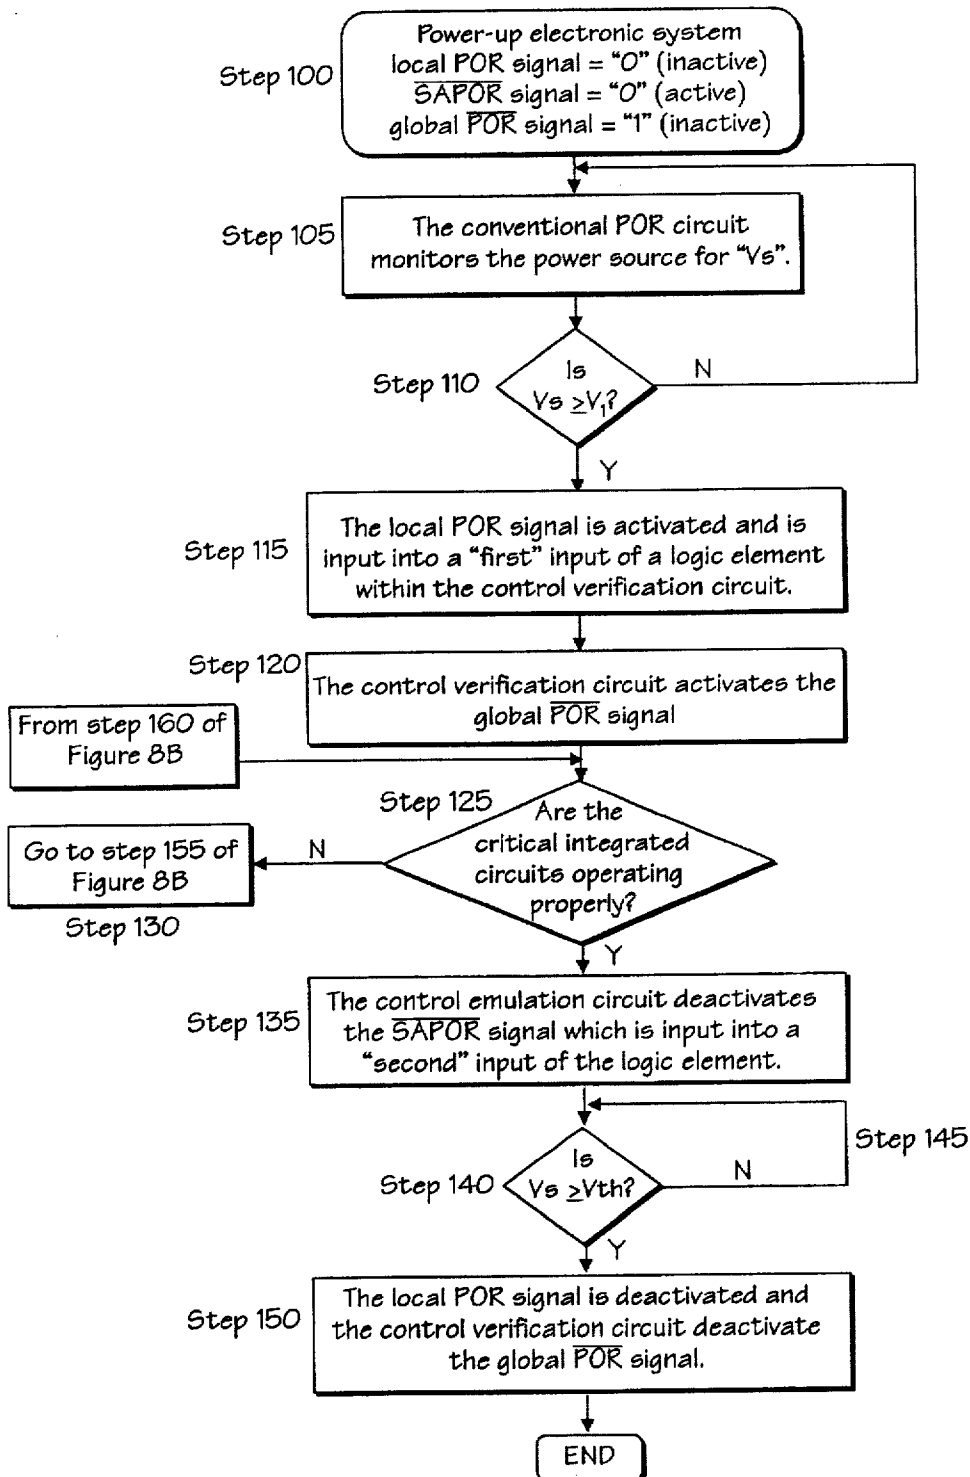 Power-up electronic system
local POR signal = "0" (inactive)
Step 100
S̅A̅P̅O̅R̅ signal = "0" (active)
global P̅O̅R̅ signal = "1" (inactive)
Step 105
The conventional POR circuit
monitors the power source for "Vs".
Step 110
Is
Vs ≥V₁?
N
Y
Step 115
The local POR signal is activated and is
input into a "first" input of a logic element
within the control verification circuit.
Step 120
The control verification circuit activates the
global P̅O̅R̅ signal
From step 160 of
Figure 8B
Step 125
Are the
critical integrated
circuits operating
properly?
N
Go to step 155 of
Figure 8B
Step 130
Y
Step 135
The control emulation circuit deactivates
the S̅A̅P̅O̅R̅ signal which is input into a
"second" input of the logic element.
Step 140
Is
Vs ≥Vth?
N
Step 145
Y
Step 150
The local POR signal is deactivated and
the control verification circuit deactivate
the global P̅O̅R̅ signal.
END